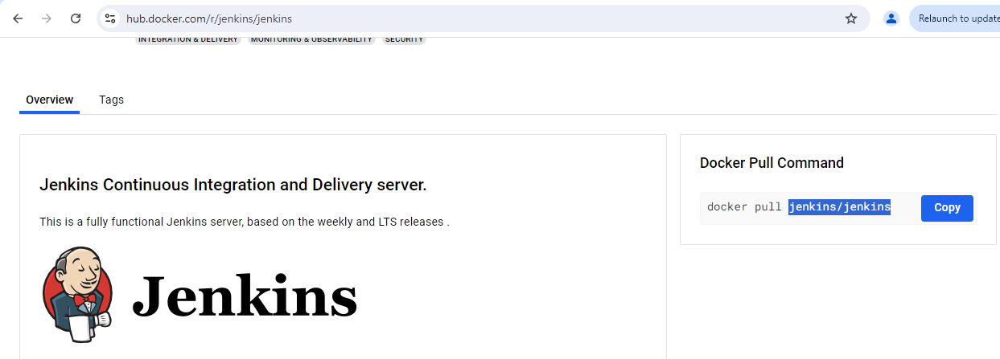 hub.docker.com/r/jenkins/jenkins
Relaunch to update
INTEGRATION & DELIVERY MONITORING & OBSERVABILITY SECURITY
Overview Tags
Jenkins Continuous Integration and Delivery server.
This is a fully functional Jenkins server, based on the weekly and LTS releases .
Jenkins
Docker Pull Command
docker pull jenkins/jenkins
Copy